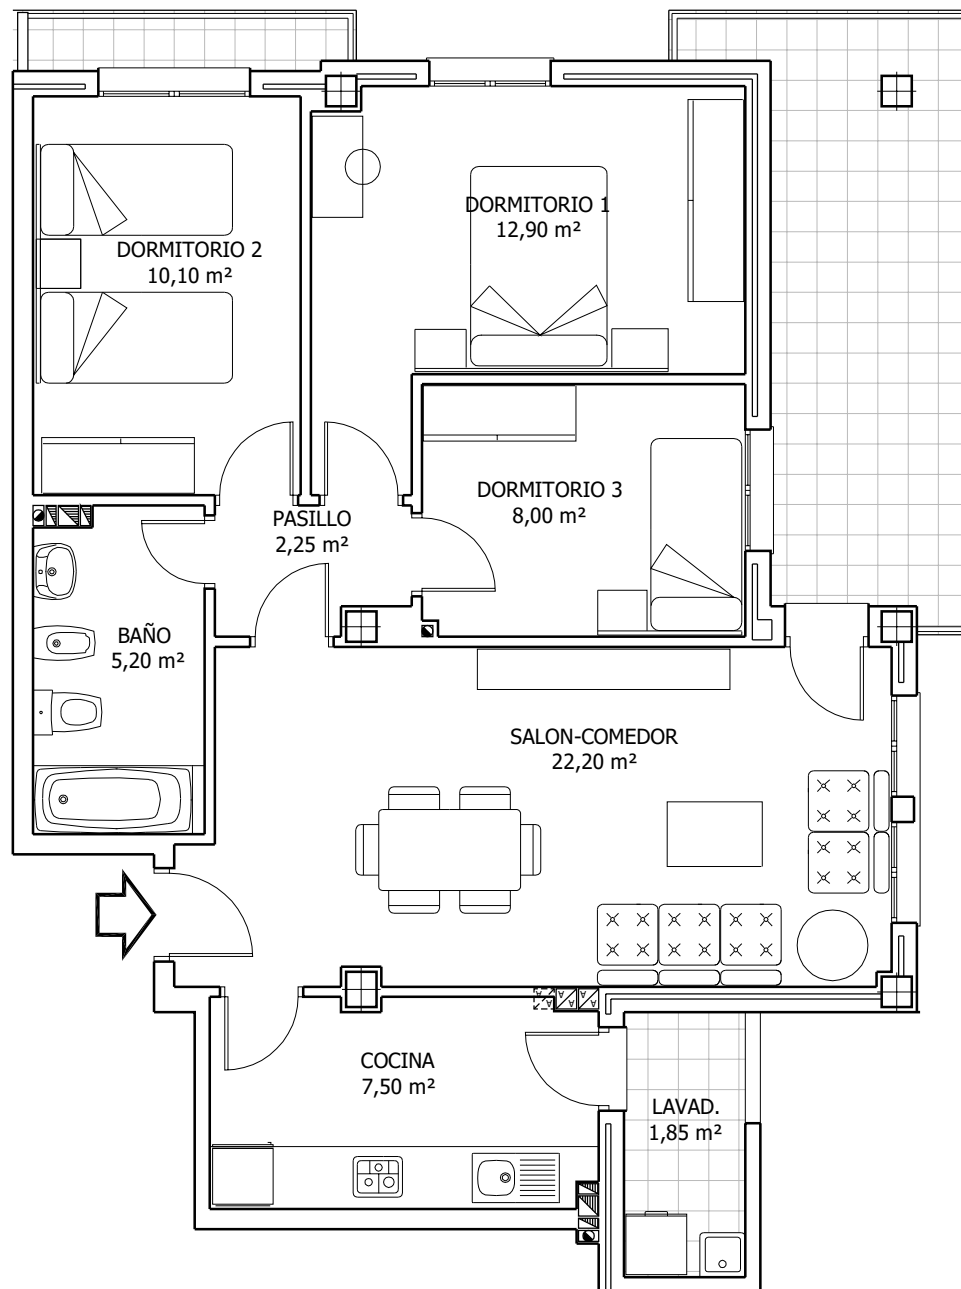 DORMITORIO 1
12,90 m²
DORMITORIO 2
10,10 m²
DORMITORIO 3
8,00 m²
PASILLO
2,25 m²
BAÑO
5,20 m²
SALON-COMEDOR
22,20 m²
COCINA
7,50 m²
LAVAD.
1,85 m²